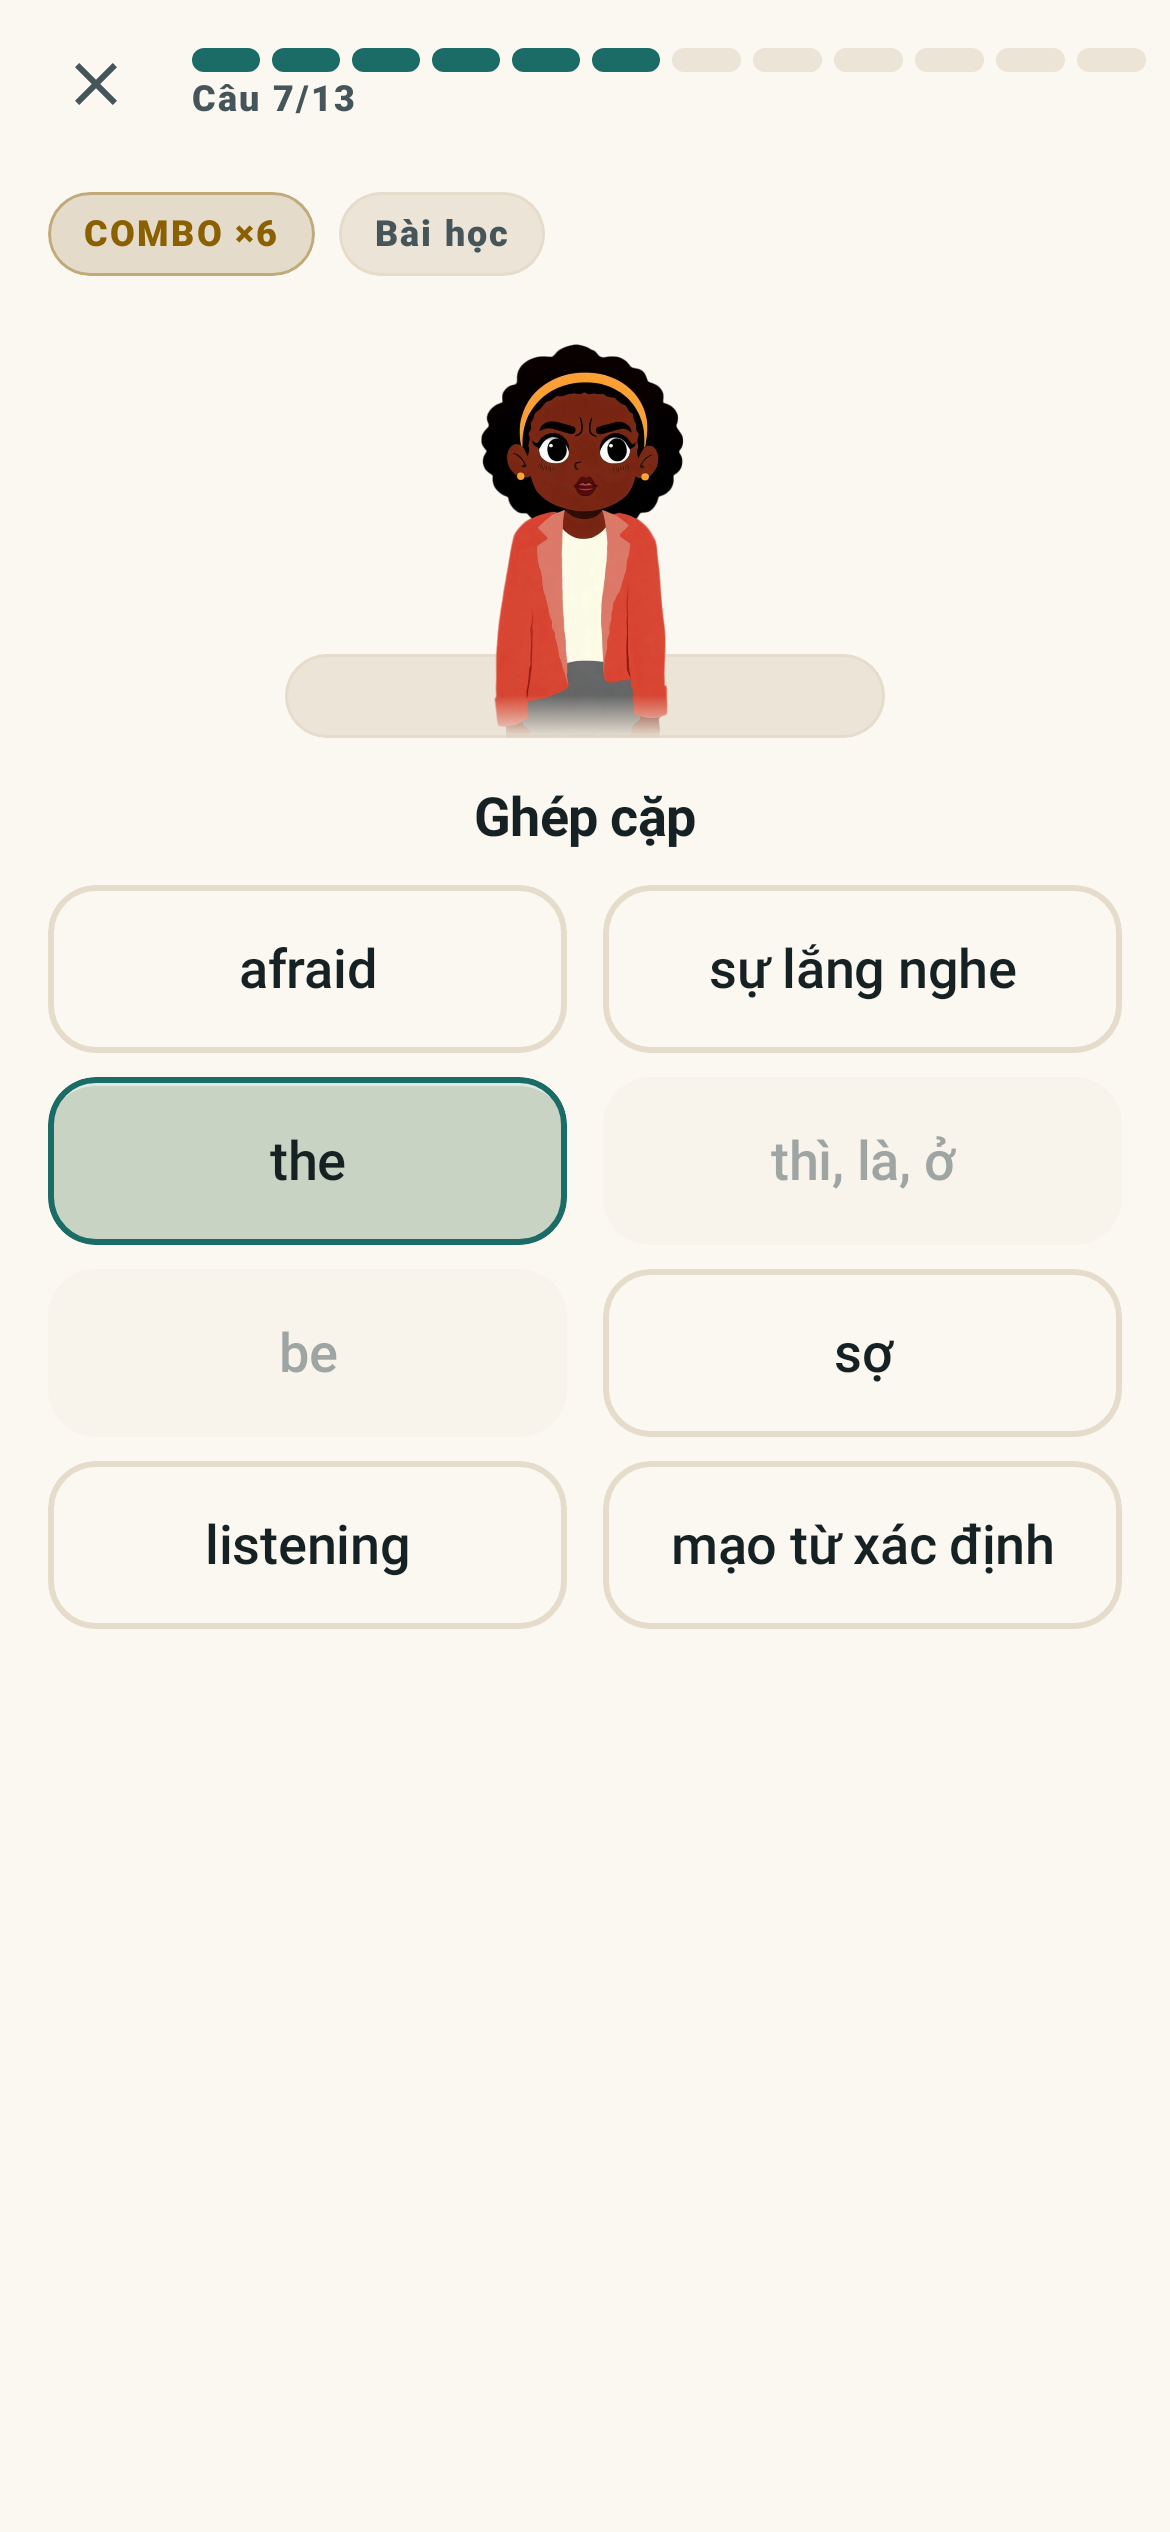 Câu 7/13
COMBO ×6
Bài học
Ghép cặp
afraid
sự lắng nghe
the
thì, là, ở
be
sợ
listening
mạo từ xác định